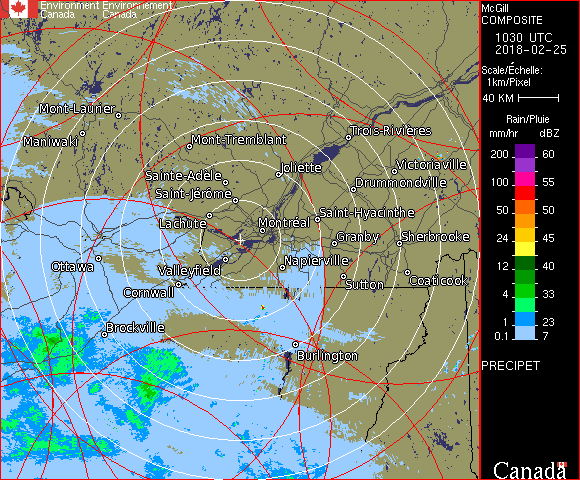 Environment Environnement
Canada Canada
McGill
COMPOSITE
1030 UTC
2018-02-25
Scale/Échelle:
1km/Pixel
40 KM
Rain/Pluie
mm/hr dBZ
200 60
100 55
50 50
24 45
12 40
8 33
4 30
1 23
0.1 7
PRECIPET
Canada
Mont-Laurier
Maniwaki
Mont-Tremblant
Trois-Rivières
Sainte-Adèle
Joliette
Victoriaville
Drummondville
Saint-Jérôme
Lachute
Montréal
Saint-Hyacinthe
Granby
Sherbrooke
Ottawa
Valleyfield
Napierville
Cornwall
Sutton
Coaticook
Brockville
Burlington